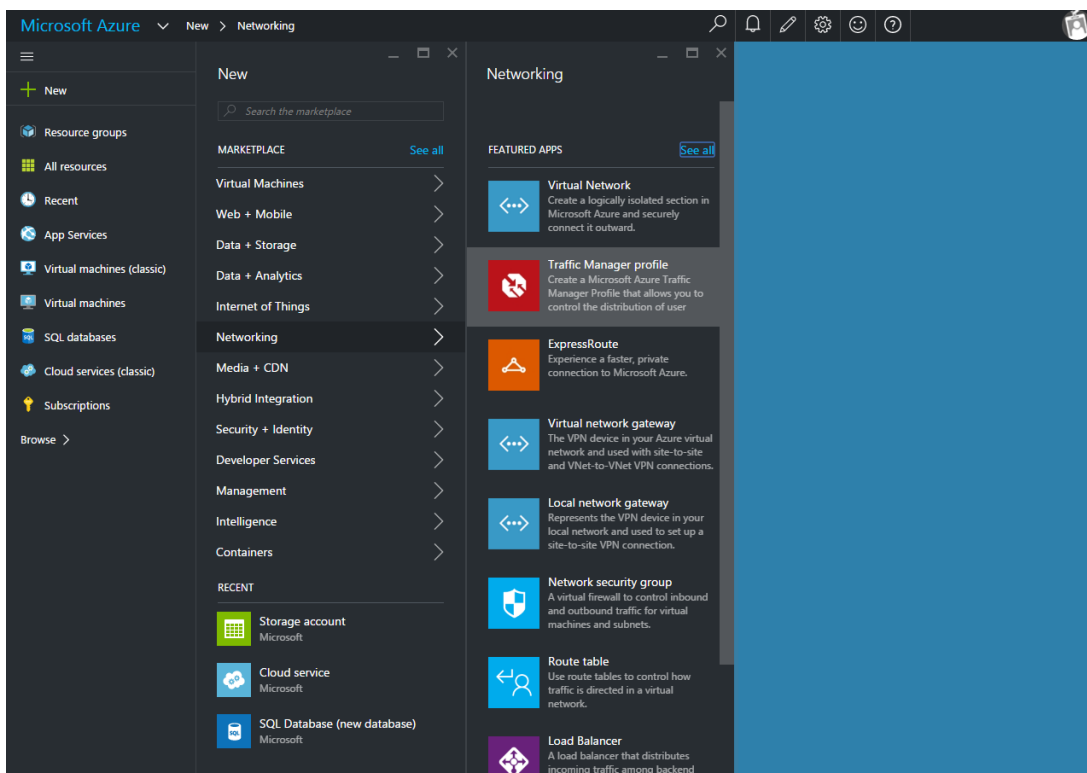 Microsoft Azure New > Networking
New
Resource groups
All resources
Recent
App Services
Virtual machines (classic)
Virtual machines
SQL databases
Cloud services (classic)
Subscriptions
Browse >
New
Search the marketplace
MARKETPLACE See all
Virtual Machines
Web + Mobile
Data + Storage
Data + Analytics
Internet of Things
Networking
Media + CDN
Hybrid Integration
Security + Identity
Developer Services
Management
Intelligence
Containers
RECENT
Storage account
Microsoft
Cloud service
Microsoft
SQL Database (new database)
Microsoft
Networking
FEATURED APPS See all
Virtual Network
Create a logically isolated section in
Microsoft Azure and securely
connect it outward.
Traffic Manager profile
Create a Microsoft Azure Traffic
Manager Profile that allows you to
control the distribution of user
ExpressRoute
Experience a faster, private
connection to Microsoft Azure.
Virtual network gateway
The VPN device in your Azure virtual
network and used with site-to-site
and VNet-to-VNet VPN connections.
Local network gateway
Represents the VPN device in your
local network and used to set up a
site-to-site VPN connection.
Network security group
A virtual firewall to control inbound
and outbound traffic for virtual
machines and subnets.
Route table
Use route tables to control how
traffic is directed in a virtual
network.
Load Balancer
A load balancer that distributes
incoming traffic among backend